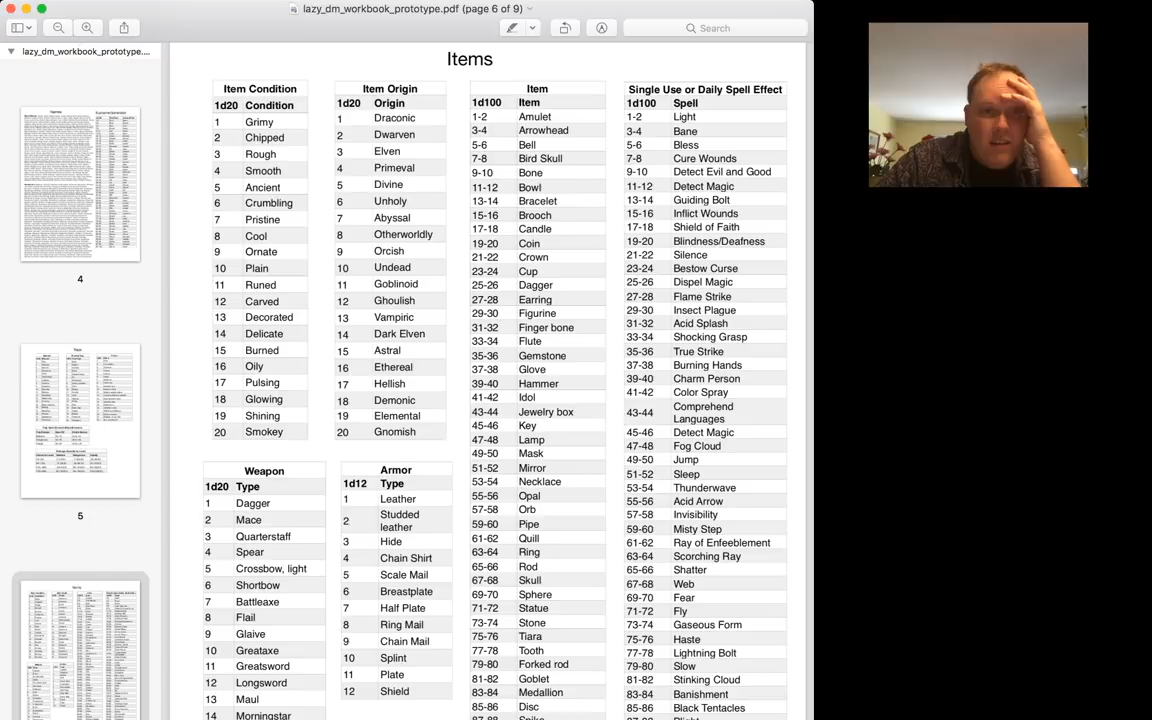 lazy_dm_workbook_prototype.pdf (page 6 of 9)
Search
lazy_dm_workbook_prototype....
4
5
Items
Item Condition
1d20 Condition
1 Grimy
2 Chipped
3 Rough
4 Smooth
5 Ancient
6 Crumbling
7 Pristine
8 Cool
9 Ornate
10 Plain
11 Runed
12 Carved
13 Decorated
14 Delicate
15 Burned
16 Oily
17 Pulsing
18 Glowing
19 Shining
20 Smokey
Item Origin
1d20 Origin
1 Draconic
2 Dwarven
3 Elven
4 Primeval
5 Divine
6 Unholy
7 Abyssal
8 Otherworldly
9 Orcish
10 Undead
11 Goblinoid
12 Ghoulish
13 Vampiric
14 Dark Elven
15 Astral
16 Ethereal
17 Hellish
18 Demonic
19 Elemental
20 Gnomish
Weapon
1d20 Type
1 Dagger
2 Mace
3 Quarterstaff
4 Spear
5 Crossbow, light
6 Shortbow
7 Battleaxe
8 Flail
9 Glaive
10 Greataxe
11 Greatsword
12 Longsword
13 Maul
14 Morningstar
Armor
1d12 Type
1 Leather
2 Studded
leather
3 Hide
4 Chain Shirt
5 Scale Mail
6 Breastplate
7 Half Plate
8 Ring Mail
9 Chain Mail
10 Splint
11 Plate
12 Shield
Item
1d100 Item
1-2 Amulet
3-4 Arrowhead
5-6 Bell
7-8 Bird Skull
9-10 Bone
11-12 Bowl
13-14 Bracelet
15-16 Brooch
17-18 Candle
19-20 Coin
21-22 Crown
23-24 Cup
25-26 Dagger
27-28 Earring
29-30 Figurine
31-32 Finger bone
33-34 Flute
35-36 Gemstone
37-38 Glove
39-40 Hammer
41-42 Idol
43-44 Jewelry box
45-46 Key
47-48 Lamp
49-50 Mask
51-52 Mirror
53-54 Necklace
55-56 Opal
57-58 Orb
59-60 Pipe
61-62 Quill
63-64 Ring
65-66 Rod
67-68 Skull
69-70 Sphere
71-72 Statue
73-74 Stone
75-76 Tiara
77-78 Tooth
79-80 Forked rod
81-82 Goblet
83-84 Medallion
85-86 Disc
Single Use or Daily Spell Effect
1d100 Spell
1-2 Light
3-4 Bane
5-6 Bless
7-8 Cure Wounds
9-10 Detect Evil and Good
11-12 Detect Magic
13-14 Guiding Bolt
15-16 Inflict Wounds
17-18 Shield of Faith
19-20 Blindness/Deafness
21-22 Silence
23-24 Bestow Curse
25-26 Dispel Magic
27-28 Flame Strike
29-30 Insect Plague
31-32 Acid Splash
33-34 Shocking Grasp
35-36 True Strike
37-38 Burning Hands
39-40 Charm Person
41-42 Color Spray
43-44 Comprehend
Languages
45-46 Detect Magic
47-48 Fog Cloud
49-50 Jump
51-52 Sleep
53-54 Thunderwave
55-56 Acid Arrow
57-58 Invisibility
59-60 Misty Step
61-62 Ray of Enfeeblement
63-64 Scorching Ray
65-66 Shatter
67-68 Web
69-70 Fear
71-72 Fly
73-74 Gaseous Form
75-76 Haste
77-78 Lightning Bolt
79-80 Slow
81-82 Stinking Cloud
83-84 Banishment
85-86 Black Tentacles